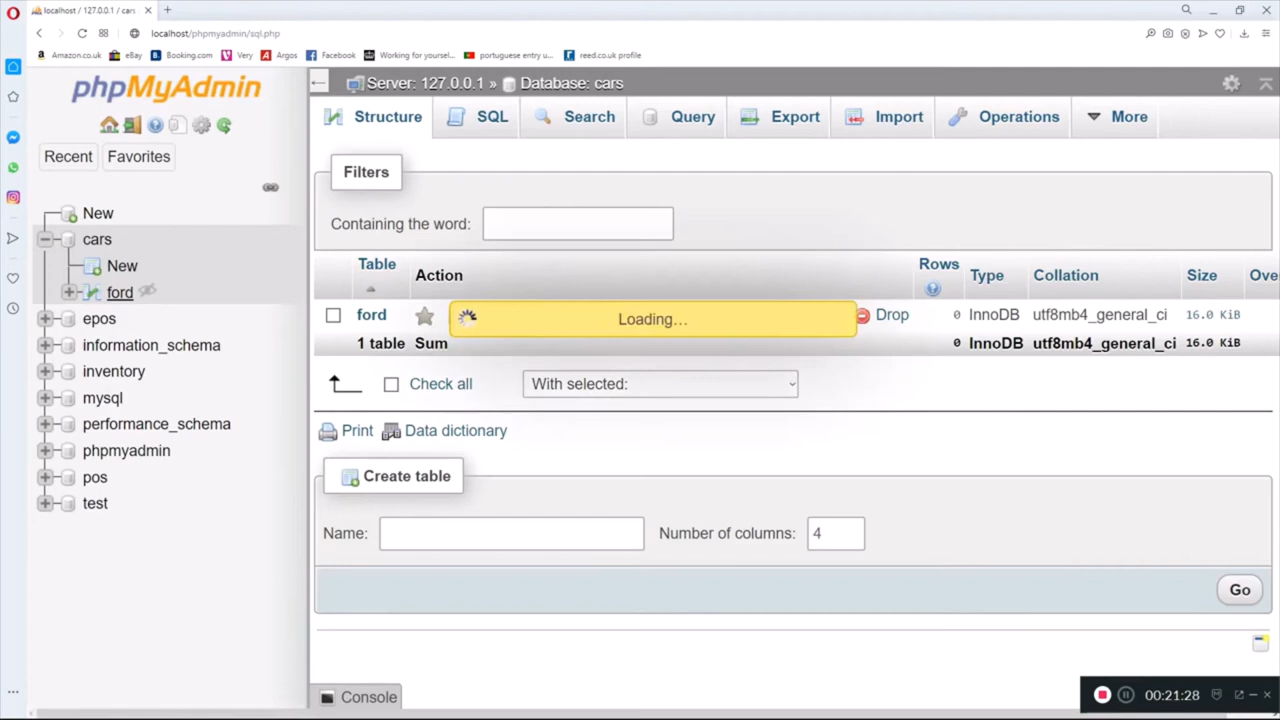 localhost / 127.0.0.1 / cars
localhost/phpmyadmin/sql.php
Amazon.co.uk eBay Booking.com Very Argos Facebook Working for yoursel... portuguese entry u... reed.co.uk profile
phpMyAdmin
Recent Favorites
New
cars
New
ford
epos
information_schema
inventory
mysql
performance_schema
phpmyadmin
pos
test
Server: 127.0.0.1 » Database: cars
Structure SQL Search Query Export Import Operations More
Filters
Containing the word:
Table Action Rows Type Collation Size Over
ford Loading… Drop 0 InnoDB utf8mb4_general_ci 16.0 KiB
1 table Sum 0 InnoDB utf8mb4_general_ci 16.0 KiB
Check all With selected:
Print Data dictionary
Create table
Name: Number of columns: 4
Go
Console
00:21:28